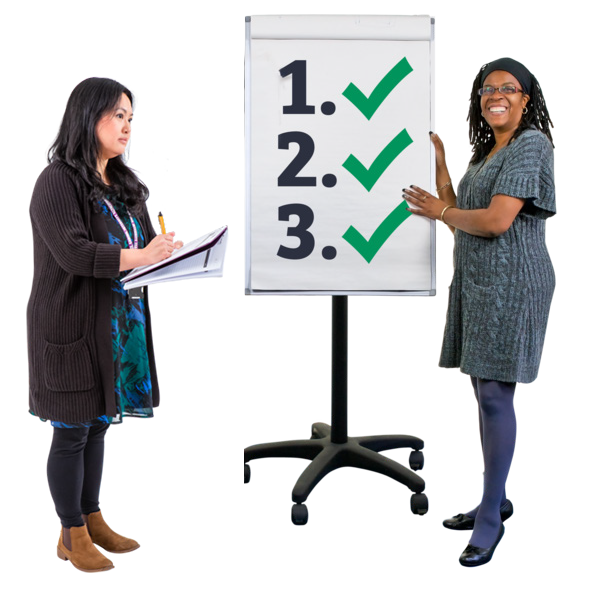 1. ✓
2. ✓
3. ✓